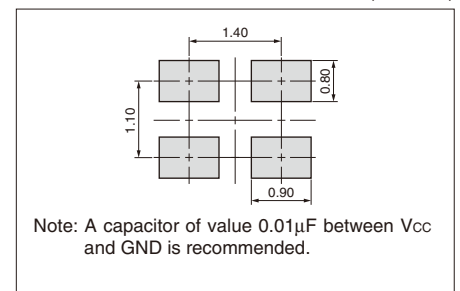 1.40
0.80
1.10
0.90
Note: A capacitor of value 0.01μF between Vcc
and GND is recommended.